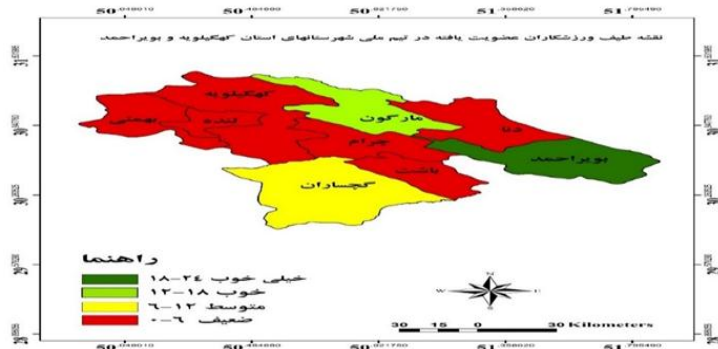 نقشه طیف ورزشکاران عضویت یافته در تیم ملی شهرستانهای استان کهگیلویه و بویراحمد
کهگیلویه
مارگون
دنا
بهمئی
لنده
چرام
بویراحمد
باشت
گچساران
راهنما
خیلی خوب ۲۴-۱۸
خوب ۱۸-۱۲
متوسط ۱۲-۶
ضعیف ۶-۰
N
W
E
S
30 15 0 30 Kilometers